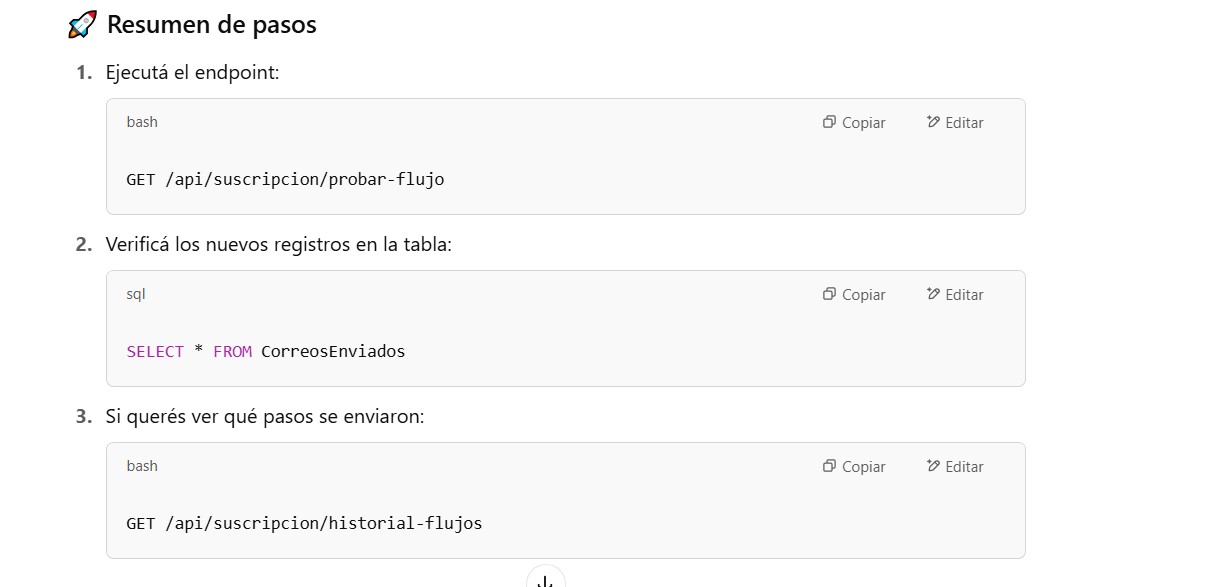 🚀 Resumen de pasos
1. Ejecutá el endpoint:
bash Copiar Editar
GET /api/suscripcion/probar-flujo
2. Verificá los nuevos registros en la tabla:
sql Copiar Editar
SELECT * FROM CorreosEnviados
3. Si querés ver qué pasos se enviaron:
bash Copiar Editar
GET /api/suscripcion/historial-flujos